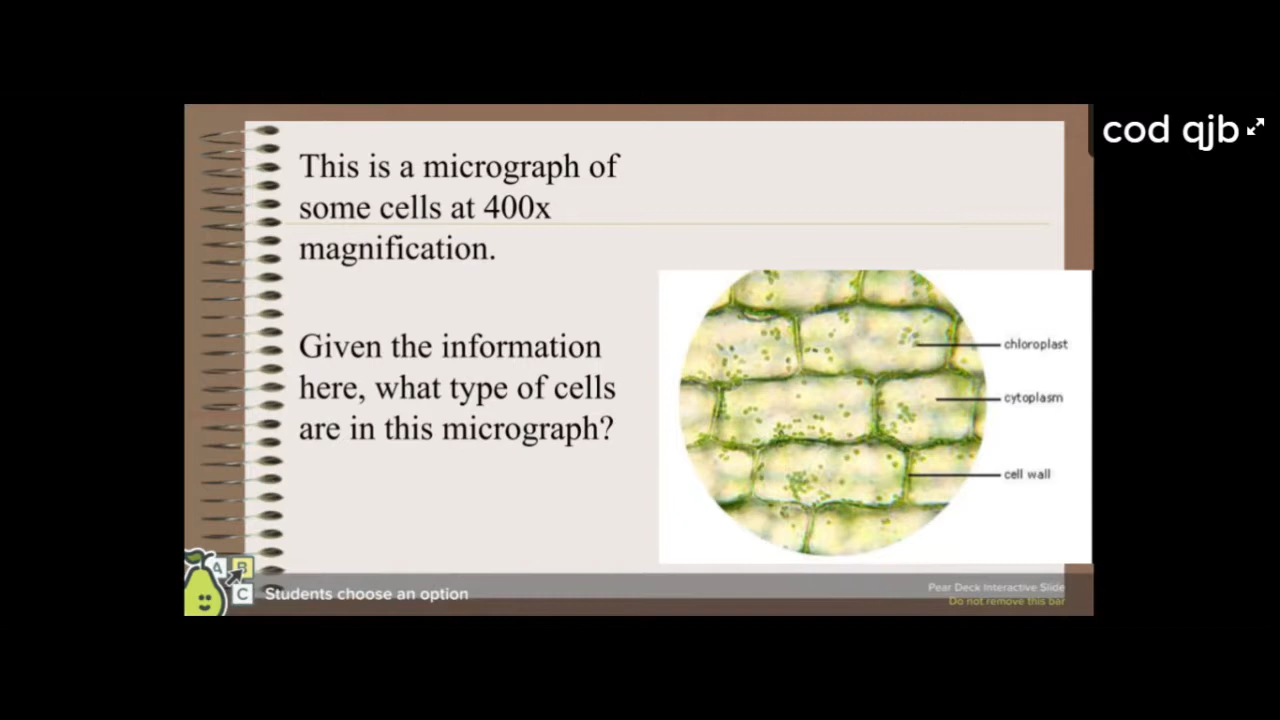 cod qjb
This is a micrograph of
some cells at 400x
magnification.
Given the information
here, what type of cells
are in this micrograph?
chloroplast
cytoplasm
cell wall
A B
C
Students choose an option
Pear Deck Interactive Slide
Do not remove this bar